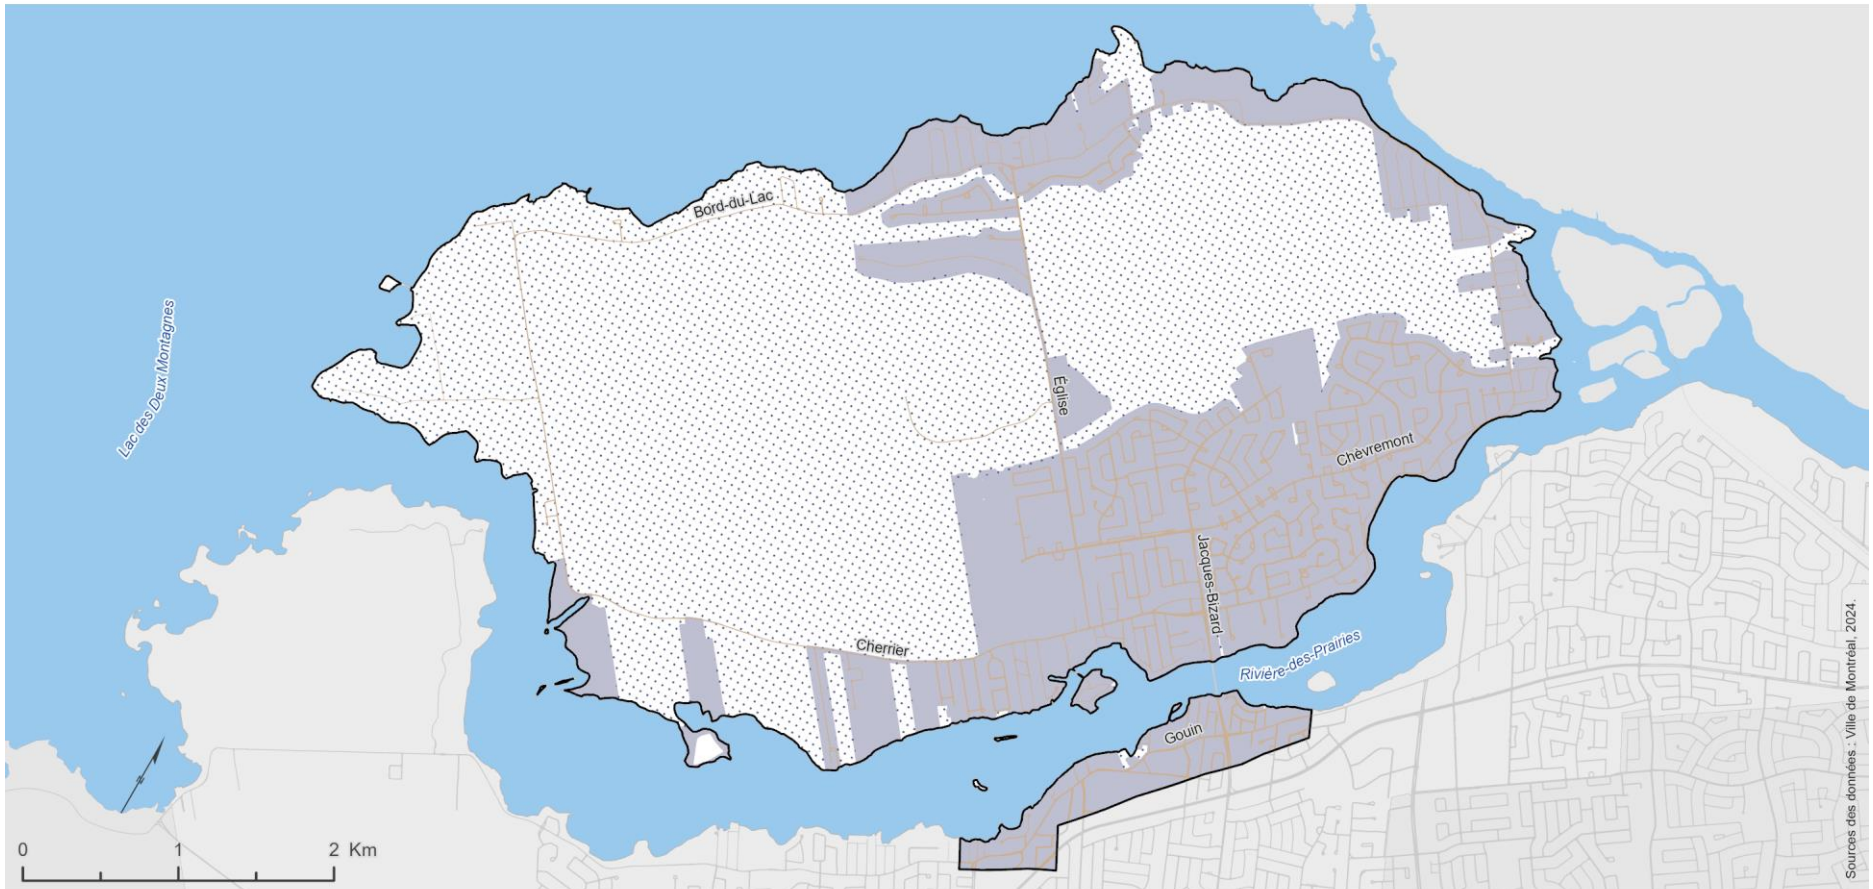 Bord-du-Lac
Lac des Deux Montagnes
Église
Chèvremont
Jacques-Bizard
Cherrier
Rivière-des-Prairies
Gouin
N
0 1 2 Km
Sources des données : Ville de Montréal, 2024.